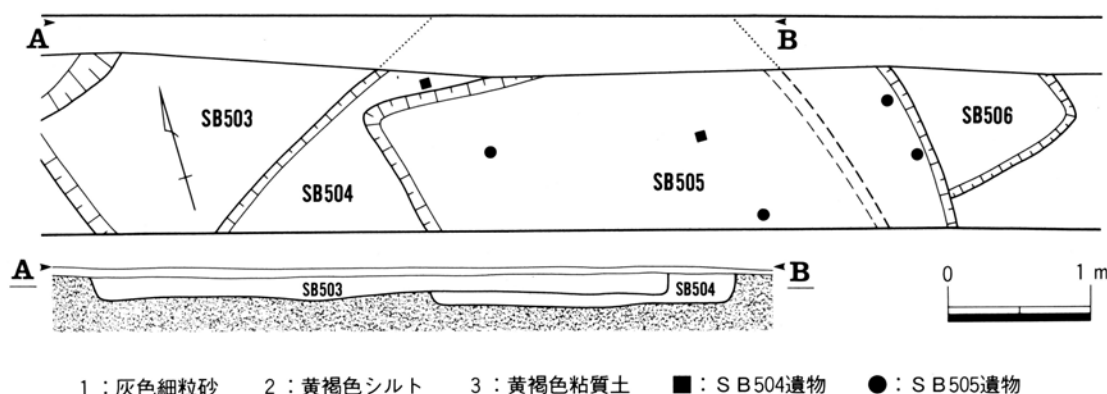 A B
SB503 SB506
SB504 SB505
A SB503 SB504 B
0 1 m
1：灰色細粒砂 2：黄褐色シルト 3：黄褐色粘質土 ■：ＳＢ504遺物 ●：ＳＢ505遺物